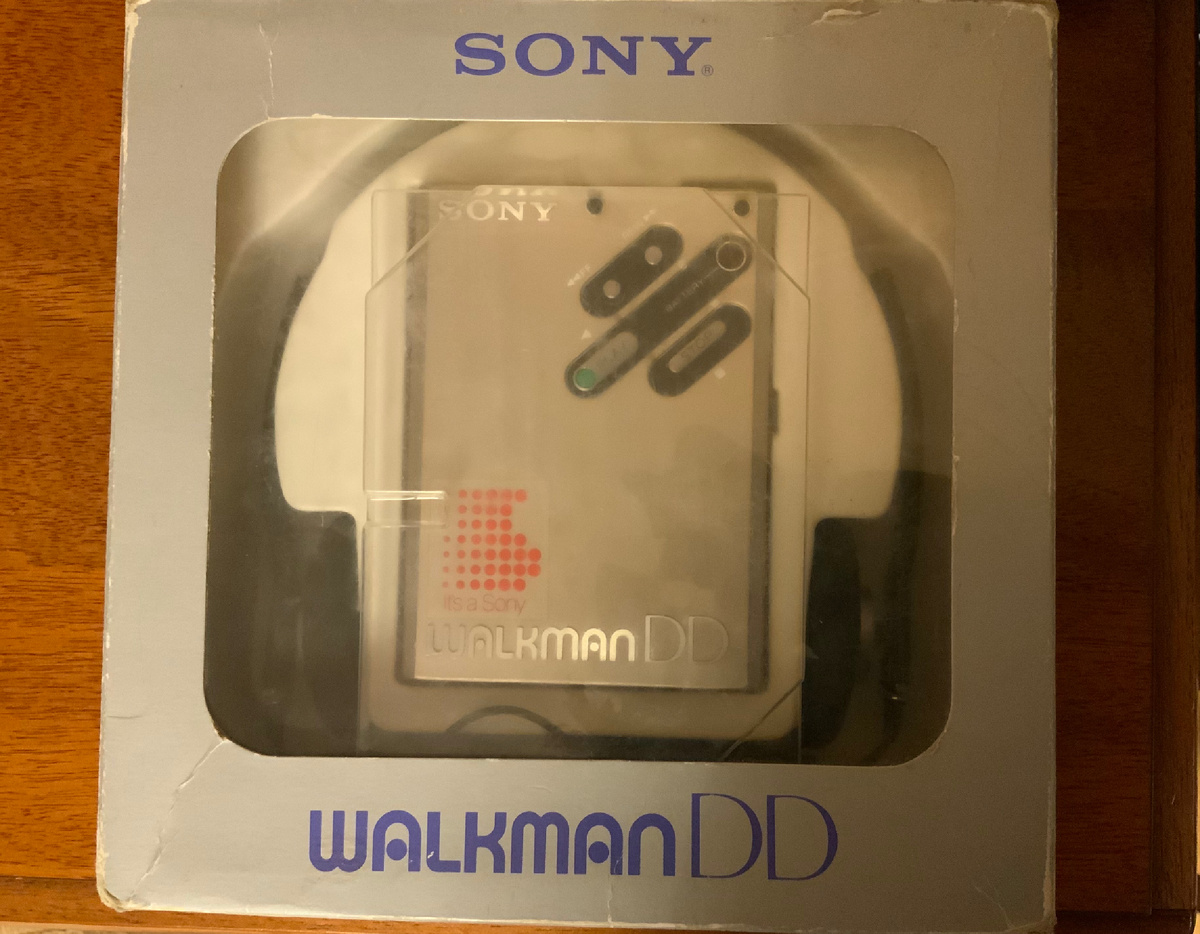 SONY®
SONY
It's a Sony
WALKMAN DD
WALKMAN DD